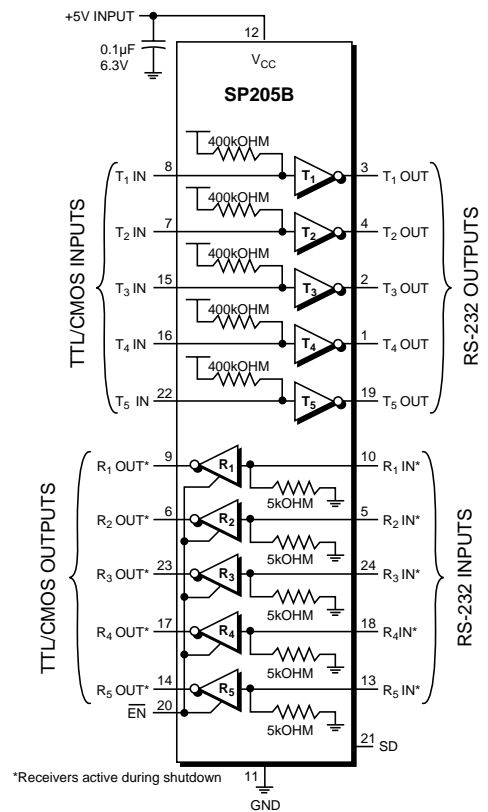 +5V INPUT
12
0.1µF
6.3V
VCC
SP205B
400kOHM
T1 IN 8 T1 3 T1 OUT
400kOHM
T2 IN 7 T2 4 T2 OUT
400kOHM
T3 IN 15 T3 2 T3 OUT
400kOHM
T4 IN 16 T4 1 T4 OUT
400kOHM
T5 IN 22 T5 19 T5 OUT
TTL/CMOS INPUTS
RS-232 OUTPUTS
R1 OUT* 9 R1 10 R1 IN*
5kOHM
R2 OUT* 6 R2 5 R2 IN*
5kOHM
R3 OUT* 23 R3 24 R3 IN*
5kOHM
R4 OUT* 17 R4 18 R4IN*
5kOHM
R5 OUT* 14 R5 13 R5 IN*
5kOHM
TTL/CMOS OUTPUTS
RS-232 INPUTS
E̅N̅ 20
21 SD
*Receivers active during shutdown
11
GND